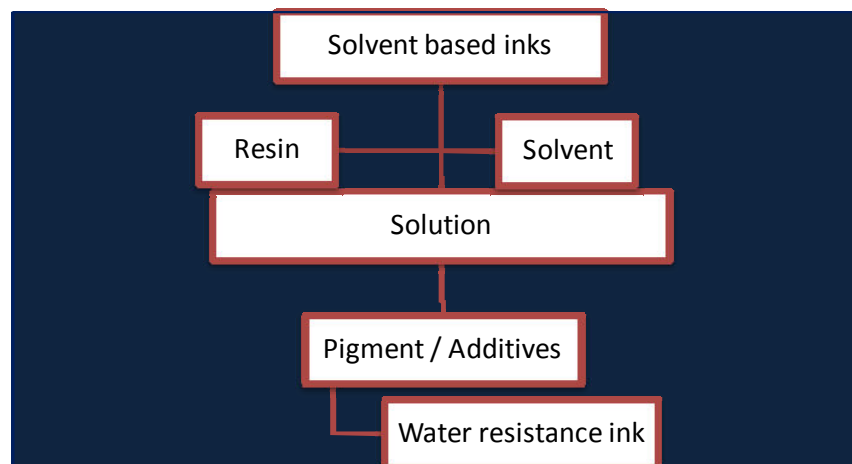 Solvent based inks
Resin
Solvent
Solution
Pigment / Additives
Water resistance ink